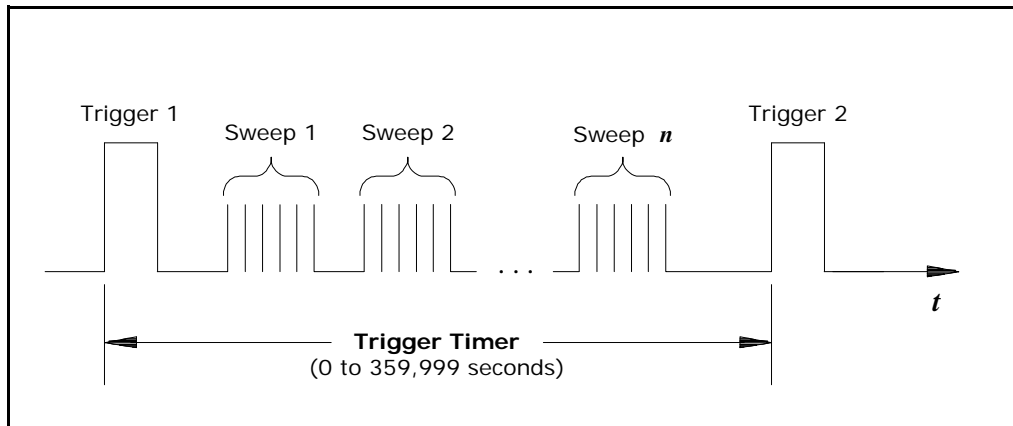 Trigger 1
Sweep 1
Sweep 2
Sweep n
Trigger 2
. . .
t
Trigger Timer
(0 to 359,999 seconds)